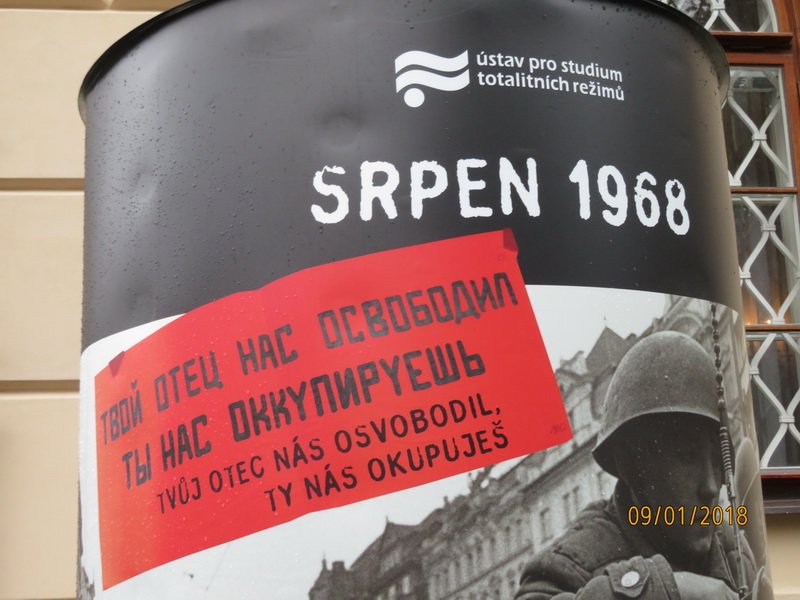 ústav pro studium
totalitních režimů
SRPEN 1968
ТВОЙ ОТЕЦ НАС ОСВОБОДИЛ
ТЫ НАС ОККУПИРУЕШЬ
TVŮJ OTEC NÁS OSVOBODIL,
TY NÁS OKUPUJEŠ
09/01/2018